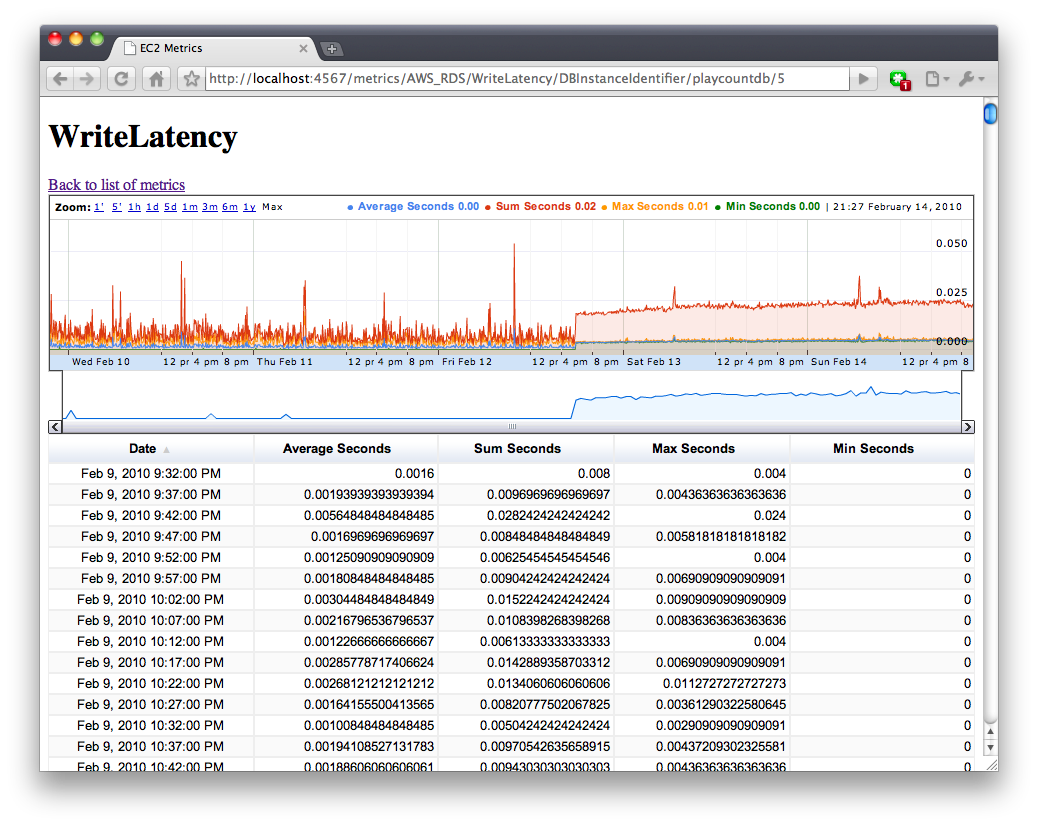 EC2 Metrics
http://localhost:4567/metrics/AWS_RDS/WriteLatency/DBInstanceIdentifier/playcountdb/5
1
WriteLatency
Back to list of metrics
Zoom: 1' 5' 1h 1d 5d 1m 3m 6m 1y Max ● Average Seconds 0.00 ● Sum Seconds 0.02 ● Max Seconds 0.01 ● Min Seconds 0.00 | 21:27 February 14, 2010
0.050
0.025
0.000
Wed Feb 10 12 pr 4 pm 8 pm Thu Feb 11 12 pr 4 pm 8 pm Fri Feb 12 12 pr 4 pm 8 pm Sat Feb 13 12 pr 4 pm 8 pm Sun Feb 14 12 pr 4 pm 8
Date Average Seconds Sum Seconds Max Seconds Min Seconds
Feb 9, 2010 9:32:00 PM 0.0016 0.008 0.004 0
Feb 9, 2010 9:37:00 PM 0.00193939393939394 0.0096969696969697 0.00436363636363636 0
Feb 9, 2010 9:42:00 PM 0.00564848484848485 0.0282424242424242 0.024 0
Feb 9, 2010 9:47:00 PM 0.0016969696969697 0.00848484848484849 0.00581818181818182 0
Feb 9, 2010 9:52:00 PM 0.00125090909090909 0.00625454545454546 0.004 0
Feb 9, 2010 9:57:00 PM 0.00180848484848485 0.00904242424242424 0.00690909090909091 0
Feb 9, 2010 10:02:00 PM 0.00304484848484849 0.0152242424242424 0.00909090909090909 0
Feb 9, 2010 10:07:00 PM 0.00216796536796537 0.0108398268398268 0.00836363636363636 0
Feb 9, 2010 10:12:00 PM 0.00122666666666667 0.00613333333333333 0.004 0
Feb 9, 2010 10:17:00 PM 0.00285778717406624 0.0142889358703312 0.00690909090909091 0
Feb 9, 2010 10:22:00 PM 0.00268121212121212 0.0134060606060606 0.0112727272727273 0
Feb 9, 2010 10:27:00 PM 0.00164155500413565 0.00820777502067825 0.00361290322580645 0
Feb 9, 2010 10:32:00 PM 0.00100848484848485 0.00504242424242424 0.00290909090909091 0
Feb 9, 2010 10:37:00 PM 0.00194108527131783 0.00970542635658915 0.00437209302325581 0
Feb 9, 2010 10:42:00 PM 0.00188606060606061 0.00943030303030303 0.00436363636363636 0